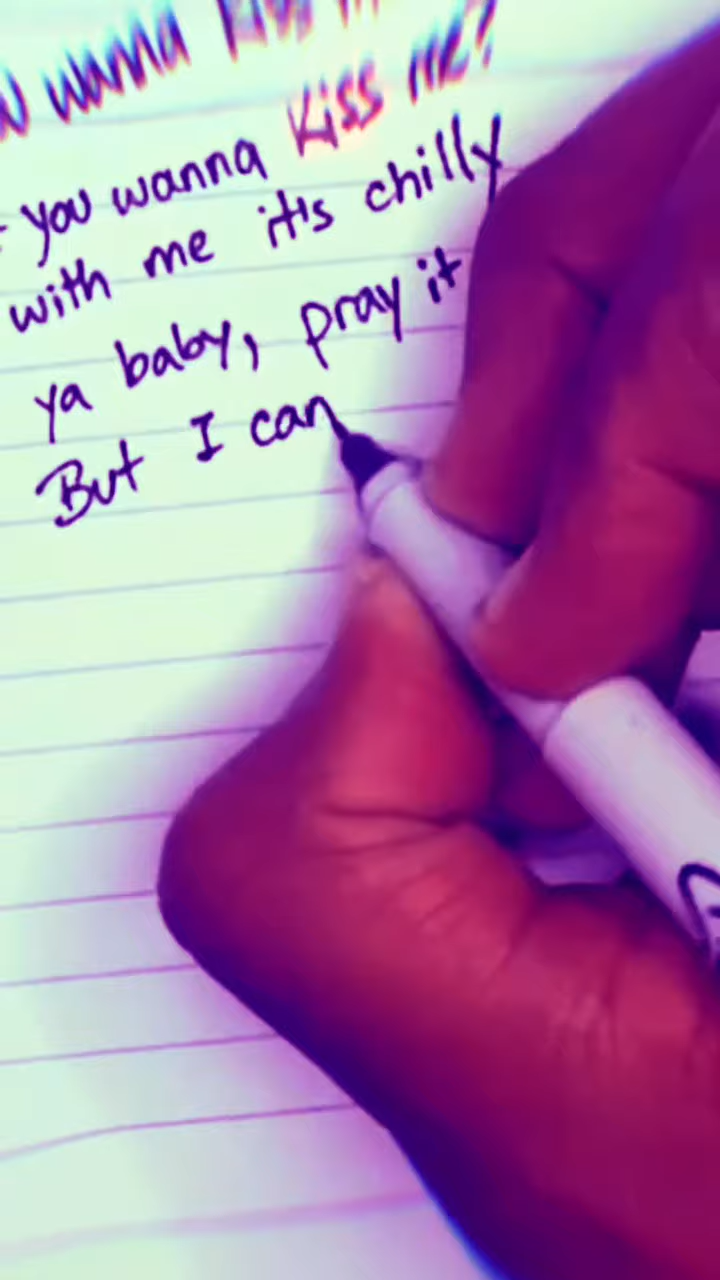 wanna kiss
Kiss me?
you wanna
with me it's chilly
ya baby, pray it
But I can